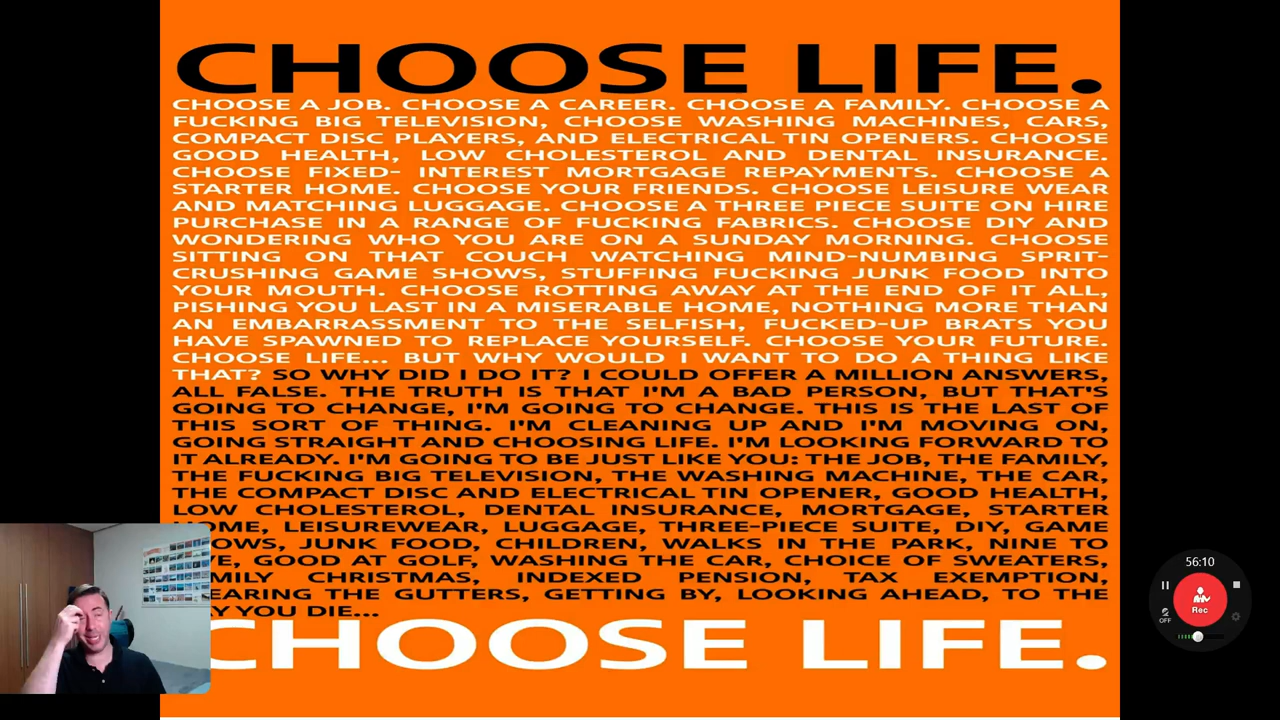 CHOOSE LIFE.
CHOOSE A JOB. CHOOSE A CAREER. CHOOSE A FAMILY. CHOOSE A
FUCKING BIG TELEVISION, CHOOSE WASHING MACHINES, CARS,
COMPACT DISC PLAYERS, AND ELECTRICAL TIN OPENERS. CHOOSE
GOOD HEALTH, LOW CHOLESTEROL AND DENTAL INSURANCE.
CHOOSE FIXED- INTEREST MORTGAGE REPAYMENTS. CHOOSE A
STARTER HOME. CHOOSE YOUR FRIENDS. CHOOSE LEISURE WEAR
AND MATCHING LUGGAGE. CHOOSE A THREE PIECE SUITE ON HIRE
PURCHASE IN A RANGE OF FUCKING FABRICS. CHOOSE DIY AND
WONDERING WHO YOU ARE ON A SUNDAY MORNING. CHOOSE
SITTING ON THAT COUCH WATCHING MIND-NUMBING SPRIT-
CRUSHING GAME SHOWS, STUFFING FUCKING JUNK FOOD INTO
YOUR MOUTH. CHOOSE ROTTING AWAY AT THE END OF IT ALL,
PISHING YOU LAST IN A MISERABLE HOME, NOTHING MORE THAN
AN EMBARRASSMENT TO THE SELFISH, FUCKED-UP BRATS YOU
HAVE SPAWNED TO REPLACE YOURSELF. CHOOSE YOUR FUTURE.
CHOOSE LIFE... BUT WHY WOULD I WANT TO DO A THING LIKE
THAT? SO WHY DID I DO IT? I COULD OFFER A MILLION ANSWERS,
ALL FALSE. THE TRUTH IS THAT I'M A BAD PERSON, BUT THAT'S
GOING TO CHANGE, I'M GOING TO CHANGE. THIS IS THE LAST OF
THIS SORT OF THING. I'M CLEANING UP AND I'M MOVING ON,
GOING STRAIGHT AND CHOOSING LIFE. I'M LOOKING FORWARD TO
IT ALREADY. I'M GOING TO BE JUST LIKE YOU: THE JOB, THE FAMILY,
THE FUCKING BIG TELEVISION, THE WASHING MACHINE, THE CAR,
THE COMPACT DISC AND ELECTRICAL TIN OPENER, GOOD HEALTH,
LOW CHOLESTEROL, DENTAL INSURANCE, MORTGAGE, STARTER
HOME, LEISUREWEAR, LUGGAGE, THREE-PIECE SUITE, DIY, GAME
OWS, JUNK FOOD, CHILDREN, WALKS IN THE PARK, NINE TO
E, GOOD AT GOLF, WASHING THE CAR, CHOICE OF SWEATERS,
MILY CHRISTMAS, INDEXED PENSION, TAX EXEMPTION,
EARING THE GUTTERS, GETTING BY, LOOKING AHEAD, TO THE
Y YOU DIE...
CHOOSE LIFE.
56:10
Rec
OFF